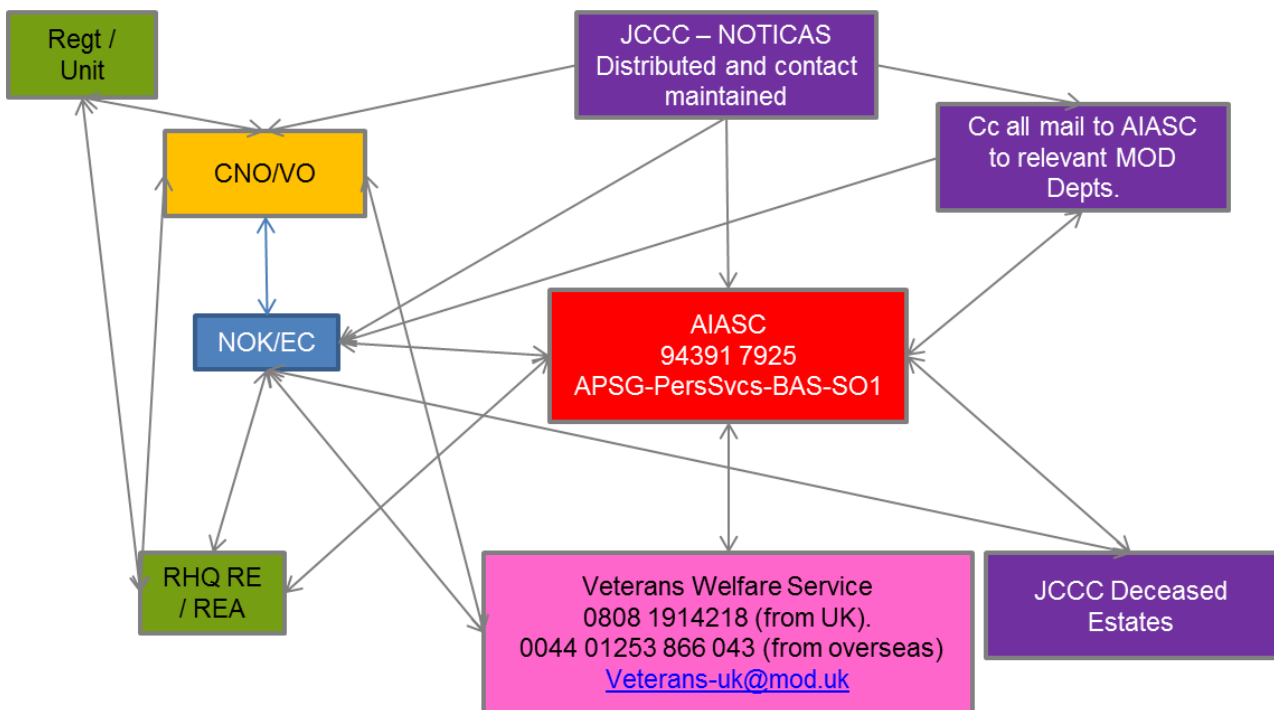 Regt /
Unit
JCCC – NOTICAS
Distributed and contact
maintained
Cc all mail to AIASC
to relevant MOD
Depts.
CNO/VO
NOK/EC
AIASC
94391 7925
APSG-PersSvcs-BAS-SO1
RHQ RE
/ REA
Veterans Welfare Service
0808 1914218 (from UK).
0044 01253 866 043 (from overseas)
Veterans-uk@mod.uk
JCCC Deceased
Estates